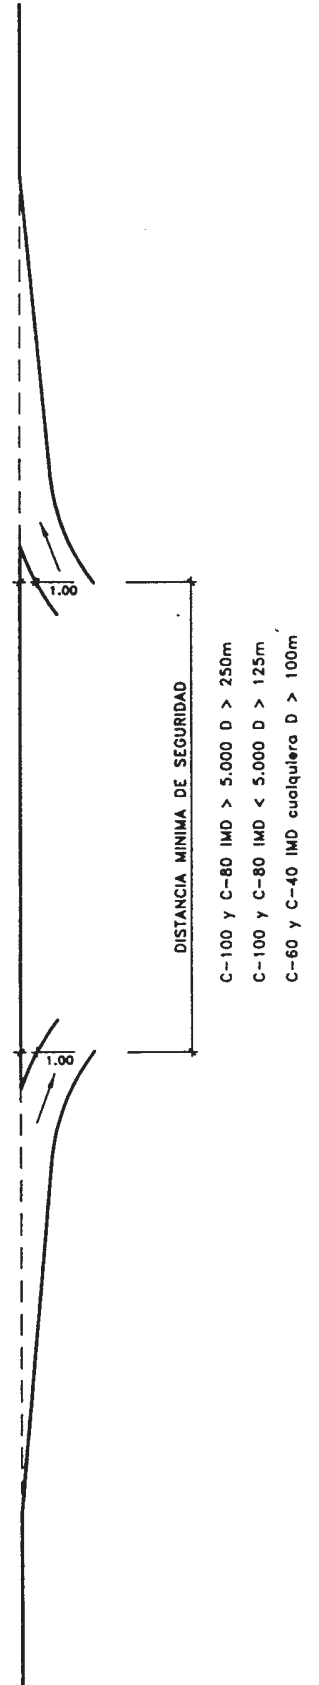 1.00
1.00
DISTANCIA MINIMA DE SEGURIDAD
C-100 y C-80 IMD > 5.000 D > 250m
C-100 y C-80 IMD < 5.000 D > 125m
C-60 y C-40 IMD cualquiera D > 100m